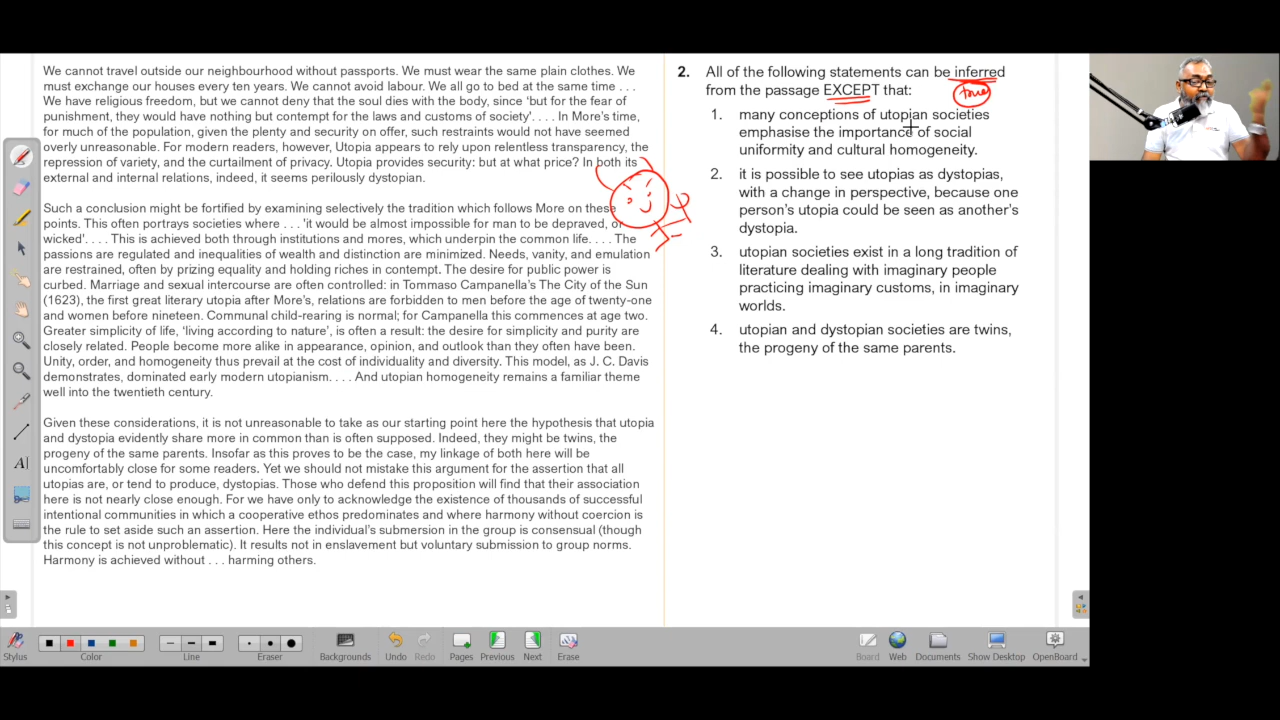 We cannot travel outside our neighbourhood without passports. We must wear the same plain clothes. We
must exchange our houses every ten years. We cannot avoid labour. We all go to bed at the same time . . .
We have religious freedom, but we cannot deny that the soul dies with the body, since 'but for the fear of
punishment, they would have nothing but contempt for the laws and customs of society'. . . . In More's time,
for much of the population, given the plenty and security on offer, such restraints would not have seemed
overly unreasonable. For modern readers, however, Utopia appears to rely upon relentless transparency, the
repression of variety, and the curtailment of privacy. Utopia provides security: but at what price? In both its
external and internal relations, indeed, it seems perilously dystopian.
Such a conclusion might be fortified by examining selectively the tradition which follows More on these
points. This often portrays societies where . . . 'it would be almost impossible for man to be depraved, or
wicked'. . . . This is achieved both through institutions and mores, which underpin the common life. . . . The
passions are regulated and inequalities of wealth and distinction are minimized. Needs, vanity, and emulation
are restrained, often by prizing equality and holding riches in contempt. The desire for public power is
curbed. Marriage and sexual intercourse are often controlled: in Tommaso Campanella's The City of the Sun
(1623), the first great literary utopia after More's, relations are forbidden to men before the age of twenty-one
and women before nineteen. Communal child-rearing is normal; for Campanella this commences at age two.
Greater simplicity of life, 'living according to nature', is often a result: the desire for simplicity and purity are
closely related. People become more alike in appearance, opinion, and outlook than they often have been.
Unity, order, and homogeneity thus prevail at the cost of individuality and diversity. This model, as J. C. Davis
demonstrates, dominated early modern utopianism. . . . And utopian homogeneity remains a familiar theme
well into the twentieth century.
Given these considerations, it is not unreasonable to take as our starting point here the hypothesis that utopia
and dystopia evidently share more in common than is often supposed. Indeed, they might be twins, the
progeny of the same parents. Insofar as this proves to be the case, my linkage of both here will be
uncomfortably close for some readers. Yet we should not mistake this argument for the assertion that all
utopias are, or tend to produce, dystopias. Those who defend this proposition will find that their association
here is not nearly close enough. For we have only to acknowledge the existence of thousands of successful
intentional communities in which a cooperative ethos predominates and where harmony without coercion is
the rule to set aside such an assertion. Here the individual's submersion in the group is consensual (though
this concept is not unproblematic). It results not in enslavement but voluntary submission to group norms.
Harmony is achieved without . . . harming others.
2. All of the following statements can be inferred
from the passage EXCEPT that:
true
1. many conceptions of utopian societies
emphasise the importance of social
uniformity and cultural homogeneity.
2. it is possible to see utopias as dystopias,
with a change in perspective, because one
person's utopia could be seen as another's
dystopia.
3. utopian societies exist in a long tradition of
literature dealing with imaginary people
practicing imaginary customs, in imaginary
worlds.
4. utopian and dystopian societies are twins,
the progeny of the same parents.
Stylus Color Line Eraser Backgrounds Undo Redo Pages Previous Next Erase Board Web Documents Show Desktop OpenBoard